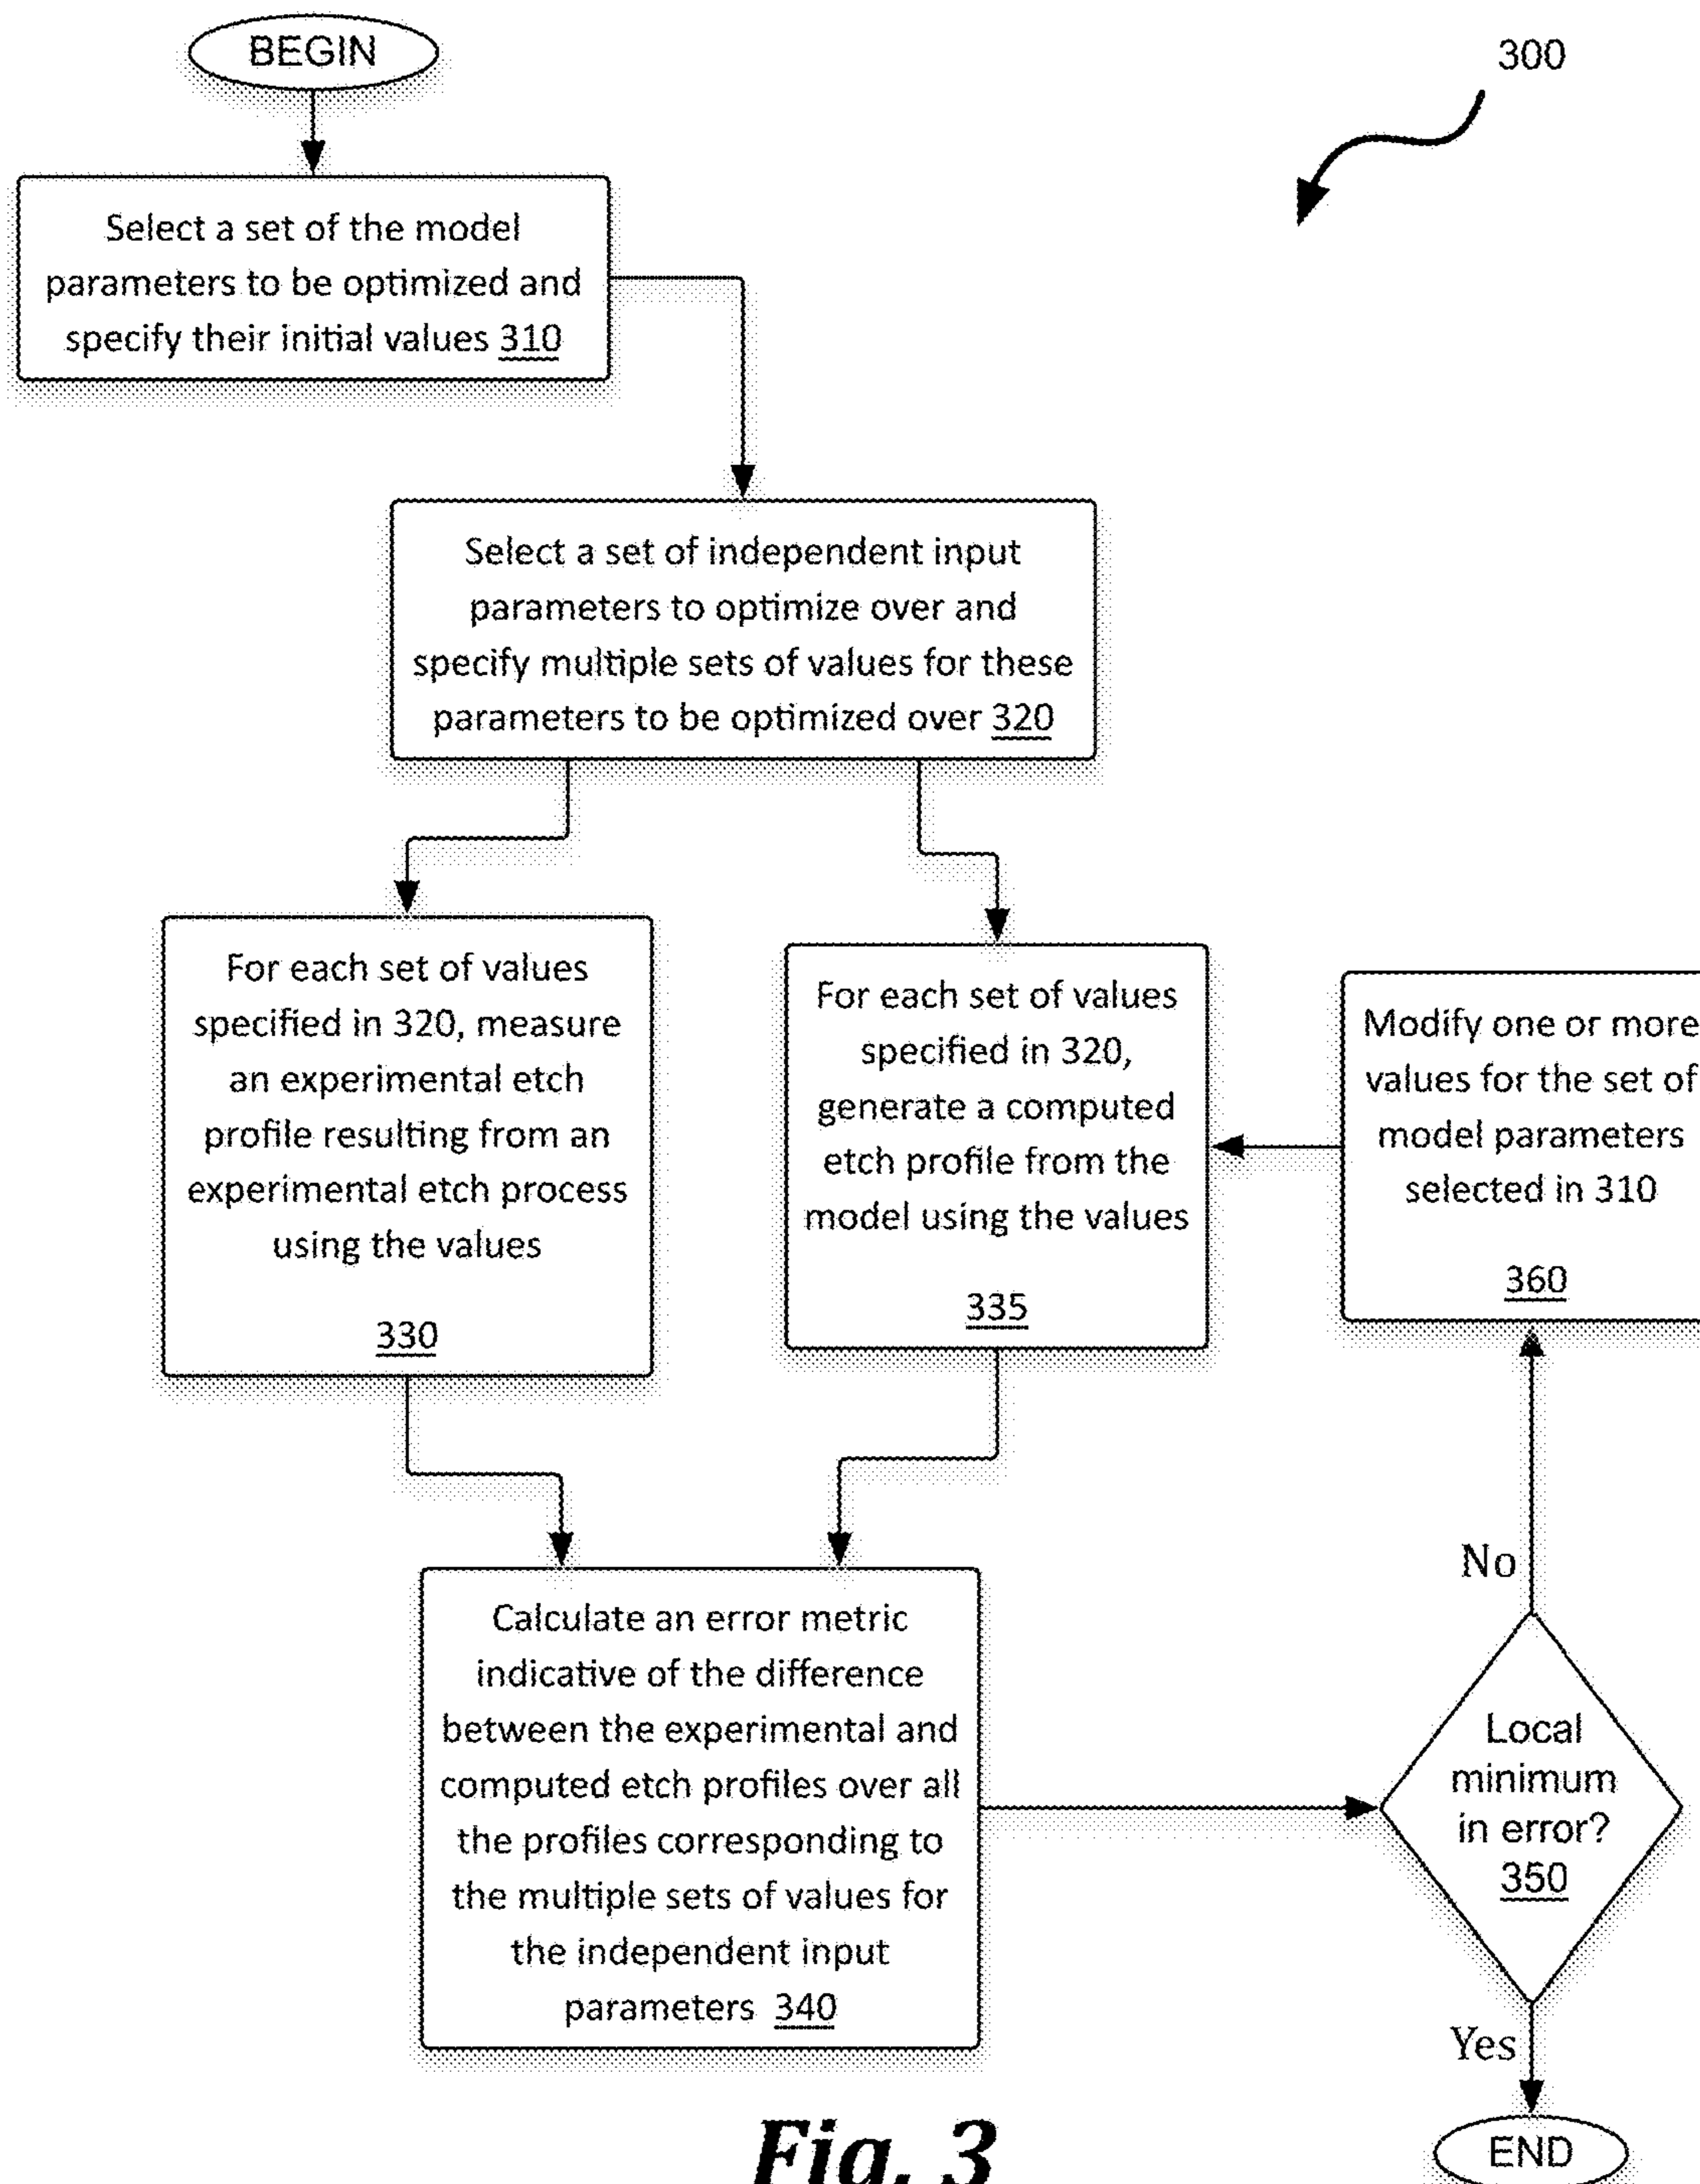 BEGIN
300
Select a set of the model
parameters to be optimized and
specify their initial values 310
Select a set of independent input
parameters to optimize over and
specify multiple sets of values for these
parameters to be optimized over 320
For each set of values
specified in 320, measure
an experimental etch
profile resulting from an
experimental etch process
using the values
330
For each set of values
specified in 320,
generate a computed
etch profile from the
model using the values
335
Modify one or more
values for the set of
model parameters
selected in 310
360
No
Calculate an error metric
indicative of the difference
between the experimental and
computed etch profiles over all
the profiles corresponding to
the multiple sets of values for
the independent input
parameters 340
Local
minimum
in error?
350
Yes
END
Fig. 3